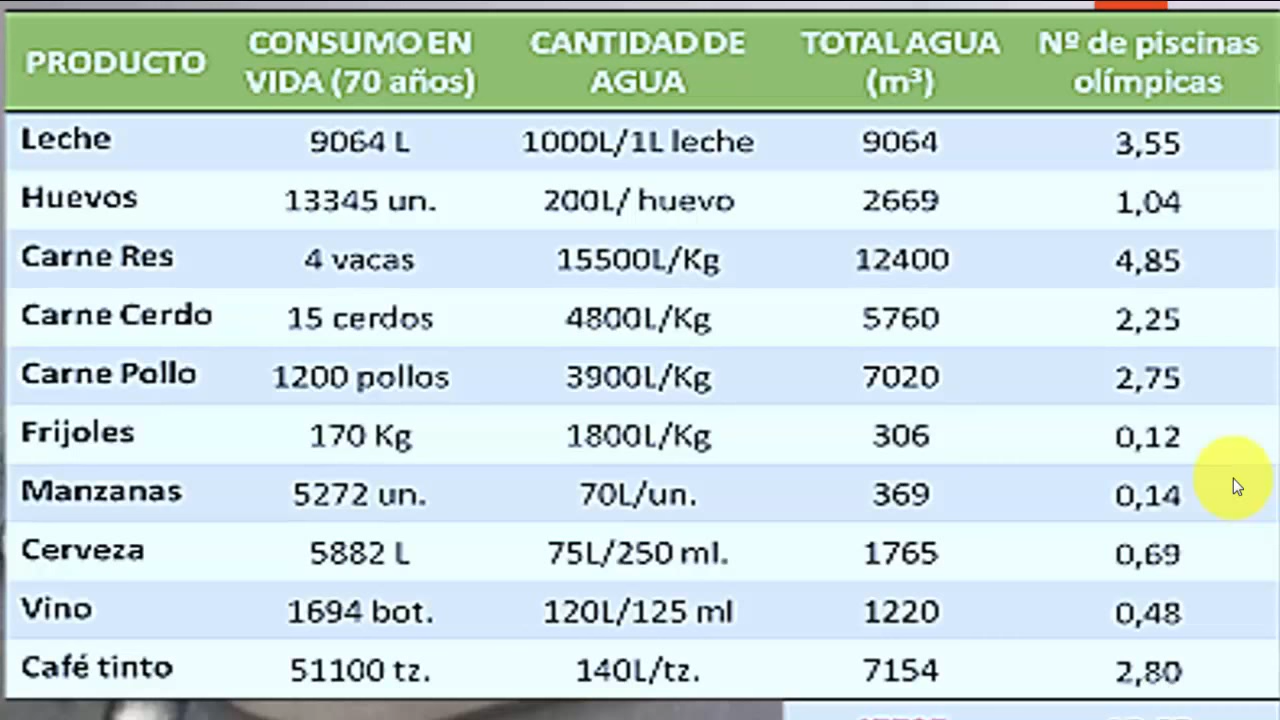 PRODUCTO CONSUMO EN VIDA (70 años) CANTIDAD DE AGUA TOTAL AGUA (m³) Nº de piscinas olímpicas
Leche 9064 L 1000L/1L leche 9064 3,55
Huevos 13345 un. 200L/ huevo 2669 1,04
Carne Res 4 vacas 15500L/Kg 12400 4,85
Carne Cerdo 15 cerdos 4800L/Kg 5760 2,25
Carne Pollo 1200 pollos 3900L/Kg 7020 2,75
Frijoles 170 Kg 1800L/Kg 306 0,12
Manzanas 5272 un. 70L/un. 369 0,14
Cerveza 5882 L 75L/250 ml. 1765 0,69
Vino 1694 bot. 120L/125 ml 1220 0,48
Café tinto 51100 tz. 140L/tz. 7154 2,80